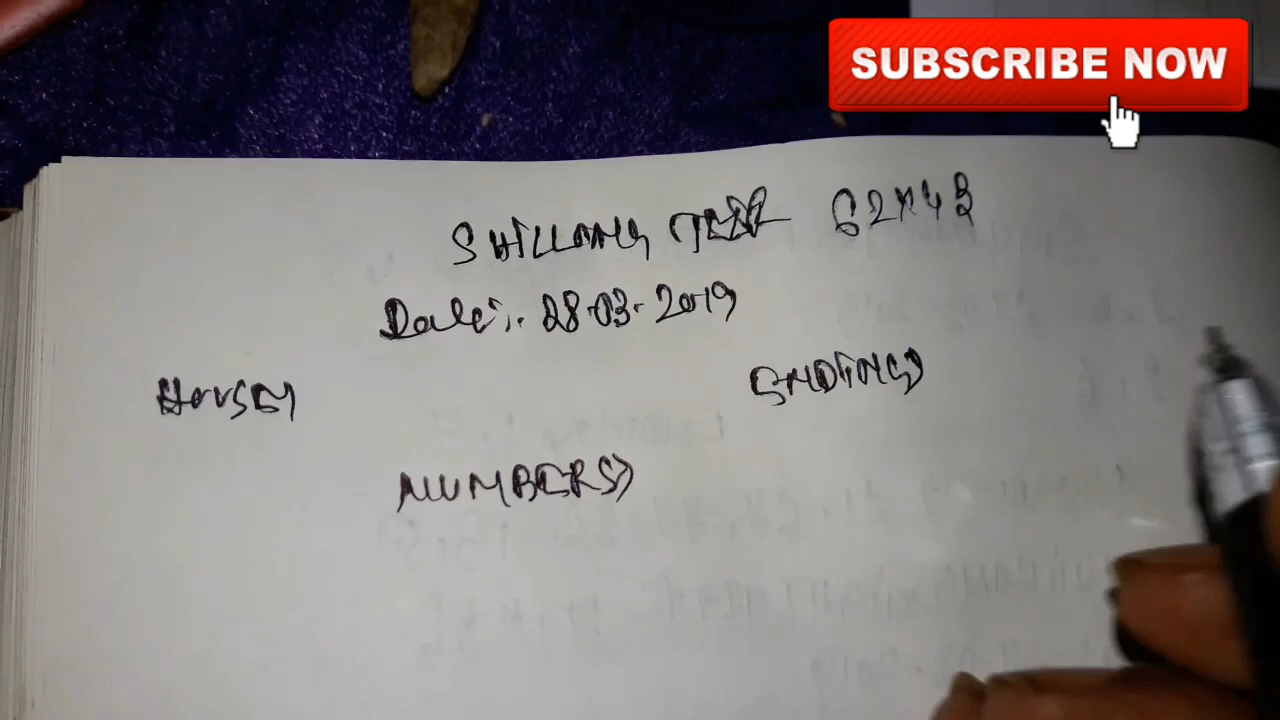 SUBSCRIBE NOW
SHILLONG TEER
Date:. 28.03.2019
HOUSE
ENDING
NUMBERS